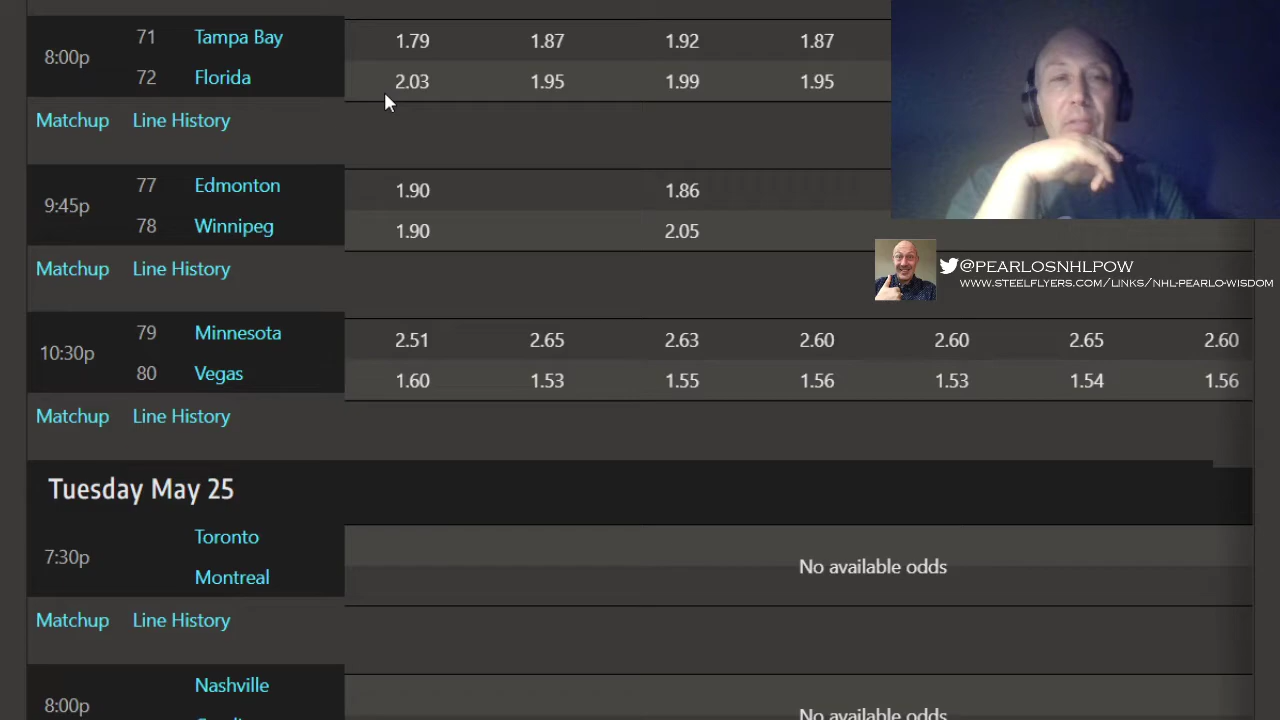 8:00p 71 Tampa Bay 1.79 1.87 1.92 1.87
72 Florida 2.03 1.95 1.99 1.95
Matchup Line History
9:45p 77 Edmonton 1.90 1.86
78 Winnipeg 1.90 2.05
Matchup Line History
@PEARLOSNHLPOW
WWW.STEELFLYERS.COM/LINKS/NHL-PEARLO-WISDOM
10:30p 79 Minnesota 2.51 2.65 2.63 2.60 2.60 2.65 2.60
80 Vegas 1.60 1.53 1.55 1.56 1.53 1.54 1.56
Matchup Line History
Tuesday May 25
7:30p Toronto
Montreal
No available odds
Matchup Line History
8:00p Nashville
No available odds